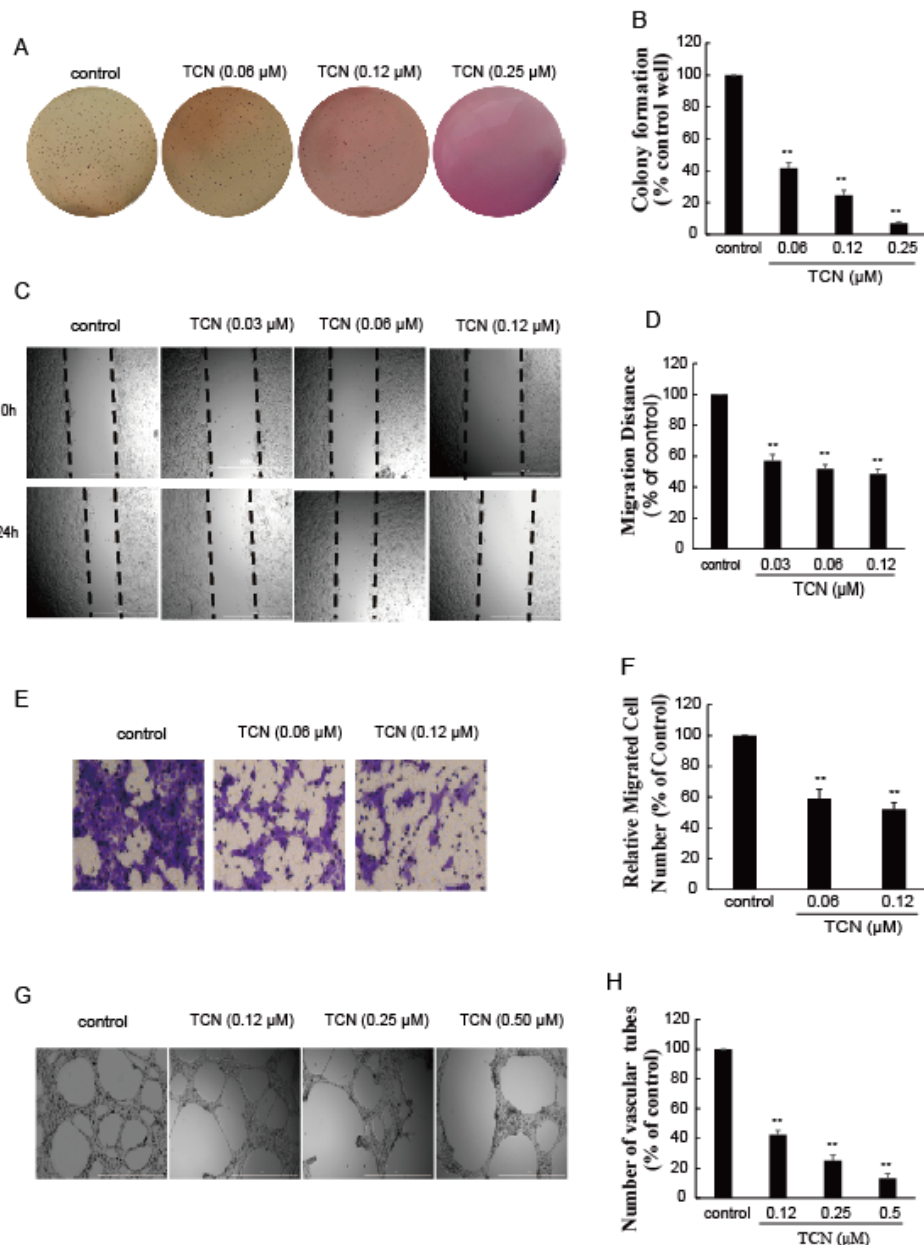 A
control
TCN (0.06 µM)
TCN (0.12 µM)
TCN (0.25 µM)
B
Colony formation
(% control well)
120
100
80
60
40
20
0
**
**
**
control
0.06
0.12
0.25
TCN (µM)
C
control
TCN (0.03 µM)
TCN (0.06 µM)
TCN (0.12 µM)
0h
24h
D
Migration Distance
(% of control)
120
100
80
60
40
20
0
**
**
**
control
0.03
0.06
0.12
TCN (µM)
E
control
TCN (0.06 µM)
TCN (0.12 µM)
F
Relative Migrated Cell
Number (% of Control)
120
100
80
60
40
20
0
**
**
control
0.06
0.12
TCN (µM)
G
control
TCN (0.12 µM)
TCN (0.25 µM)
TCN (0.50 µM)
H
Number of vascular tubes
(% of control)
120
100
80
60
40
20
0
**
**
**
control
0.12
0.25
0.5
TCN (µM)